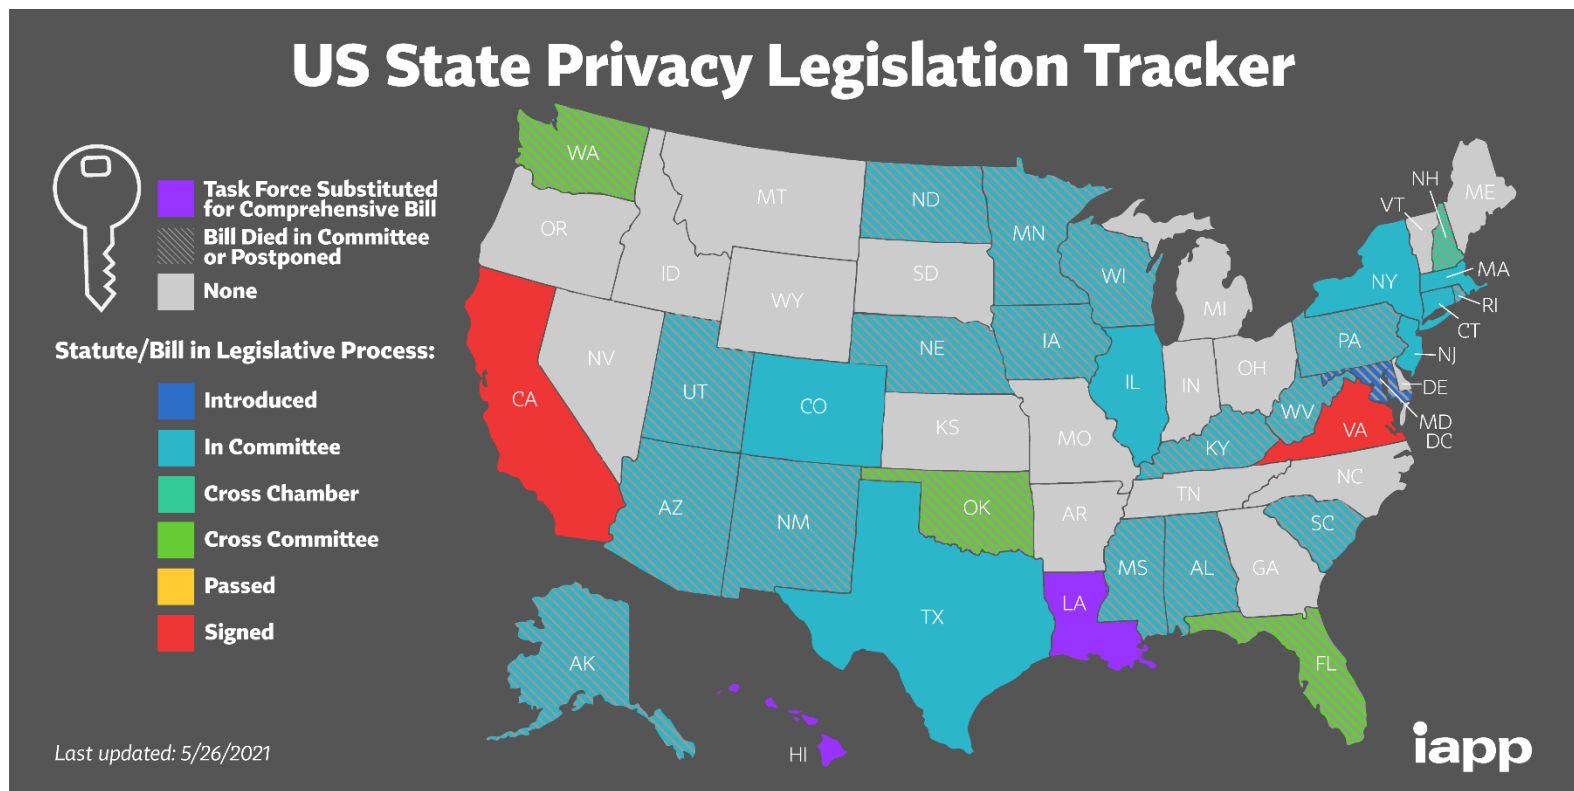 US State Privacy Legislation Tracker
Task Force Substituted
for Comprehensive Bill
Bill Died in Committee
or Postponed
None
Statute/Bill in Legislative Process:
Introduced
In Committee
Cross Chamber
Cross Committee
Passed
Signed
Last updated: 5/26/2021
WA
OR
CA
ID
NV
MT
WY
UT
AZ
CO
NM
ND
SD
NE
KS
OK
TX
MN
IA
MO
AR
LA
WI
IL
MI
IN
OH
KY
TN
MS
AL
GA
FL
SC
NC
VA
WV
PA
NY
VT
NH
ME
MA
RI
CT
NJ
DE
MD
DC
AK
HI
iapp